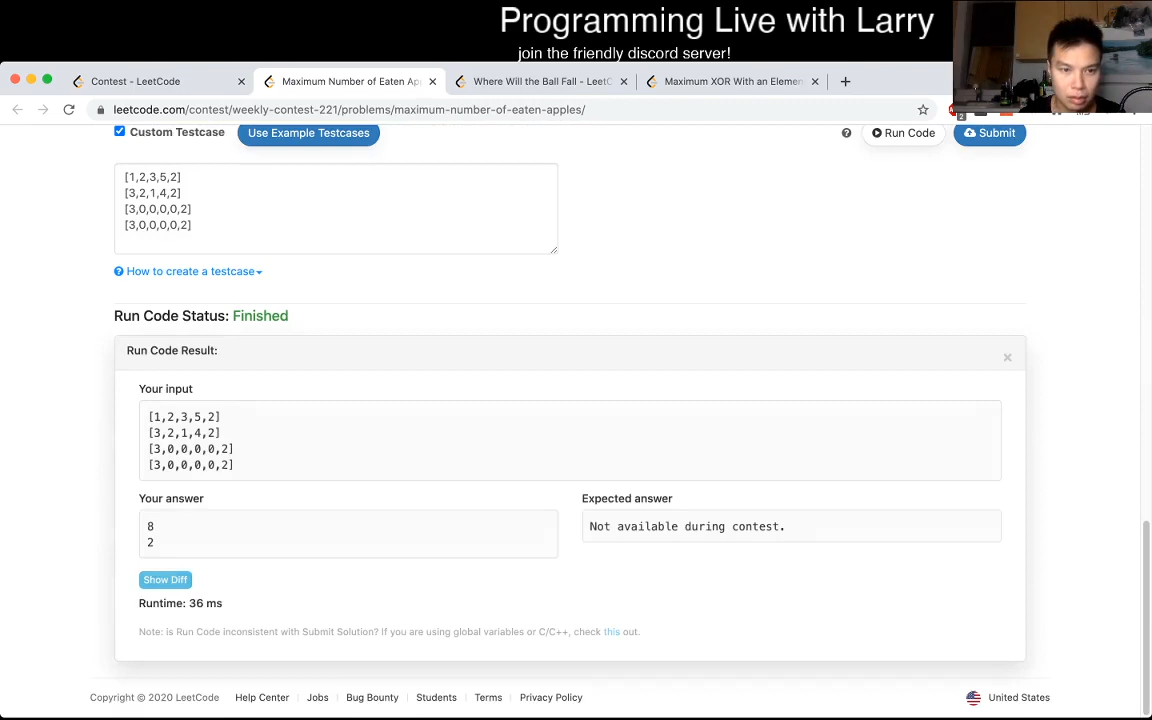 Programming Live with Larry
join the friendly discord server!
Contest - LeetCode
Maximum Number of Eaten Ap
Where Will the Ball Fall - LeetC
Maximum XOR With an Elemen
leetcode.com/contest/weekly-contest-221/problems/maximum-number-of-eaten-apples/
2
Custom Testcase
Use Example Testcases
Run Code
Submit
[1,2,3,5,2]
[3,2,1,4,2]
[3,0,0,0,0,2]
[3,0,0,0,0,2]
How to create a testcase
Run Code Status: Finished
Run Code Result:
Your input
[1,2,3,5,2]
[3,2,1,4,2]
[3,0,0,0,0,2]
[3,0,0,0,0,2]
Your answer
Expected answer
8
2
Not available during contest.
Show Diff
Runtime: 36 ms
Note: is Run Code inconsistent with Submit Solution? If you are using global variables or C/C++, check this out.
Copyright © 2020 LeetCode
Help Center
Jobs
Bug Bounty
Students
Terms
Privacy Policy
United States